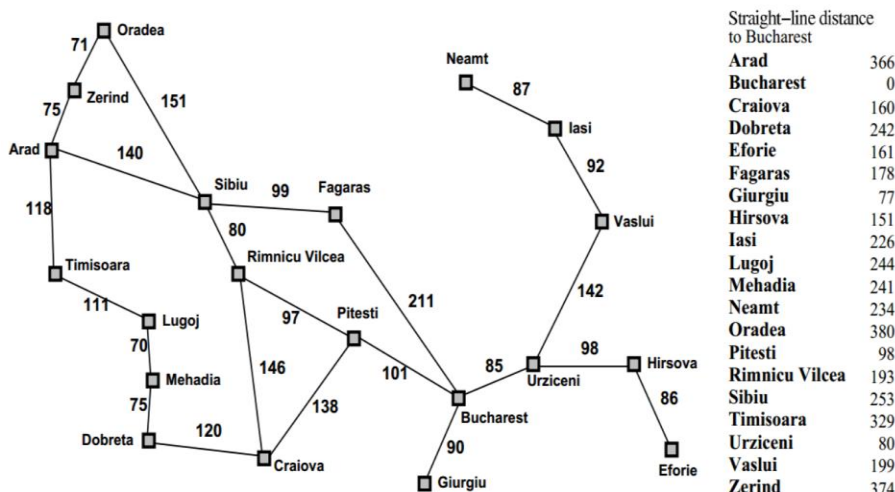 Oradea
71
Neamt
Zerind
87
151
75
Iasi
Arad
140
92
Sibiu
99
Fagaras
118
80
Vaslui
Timisoara
Rimnicu Vilcea
111
211
142
Lugoj
97
Pitesti
70
98
Hirsova
146
85
Mehadia
101
Urziceni
138
86
75
Bucharest
120
90
Dobreta
Craiova
Eforie
Giurgiu
Straight–line distance
to Bucharest
Arad 366
Bucharest 0
Craiova 160
Dobreta 242
Eforie 161
Fagaras 178
Giurgiu 77
Hirsova 151
Iasi 226
Lugoj 244
Mehadia 241
Neamt 234
Oradea 380
Pitesti 98
Rimnicu Vilcea 193
Sibiu 253
Timisoara 329
Urziceni 80
Vaslui 199
Zerind 374